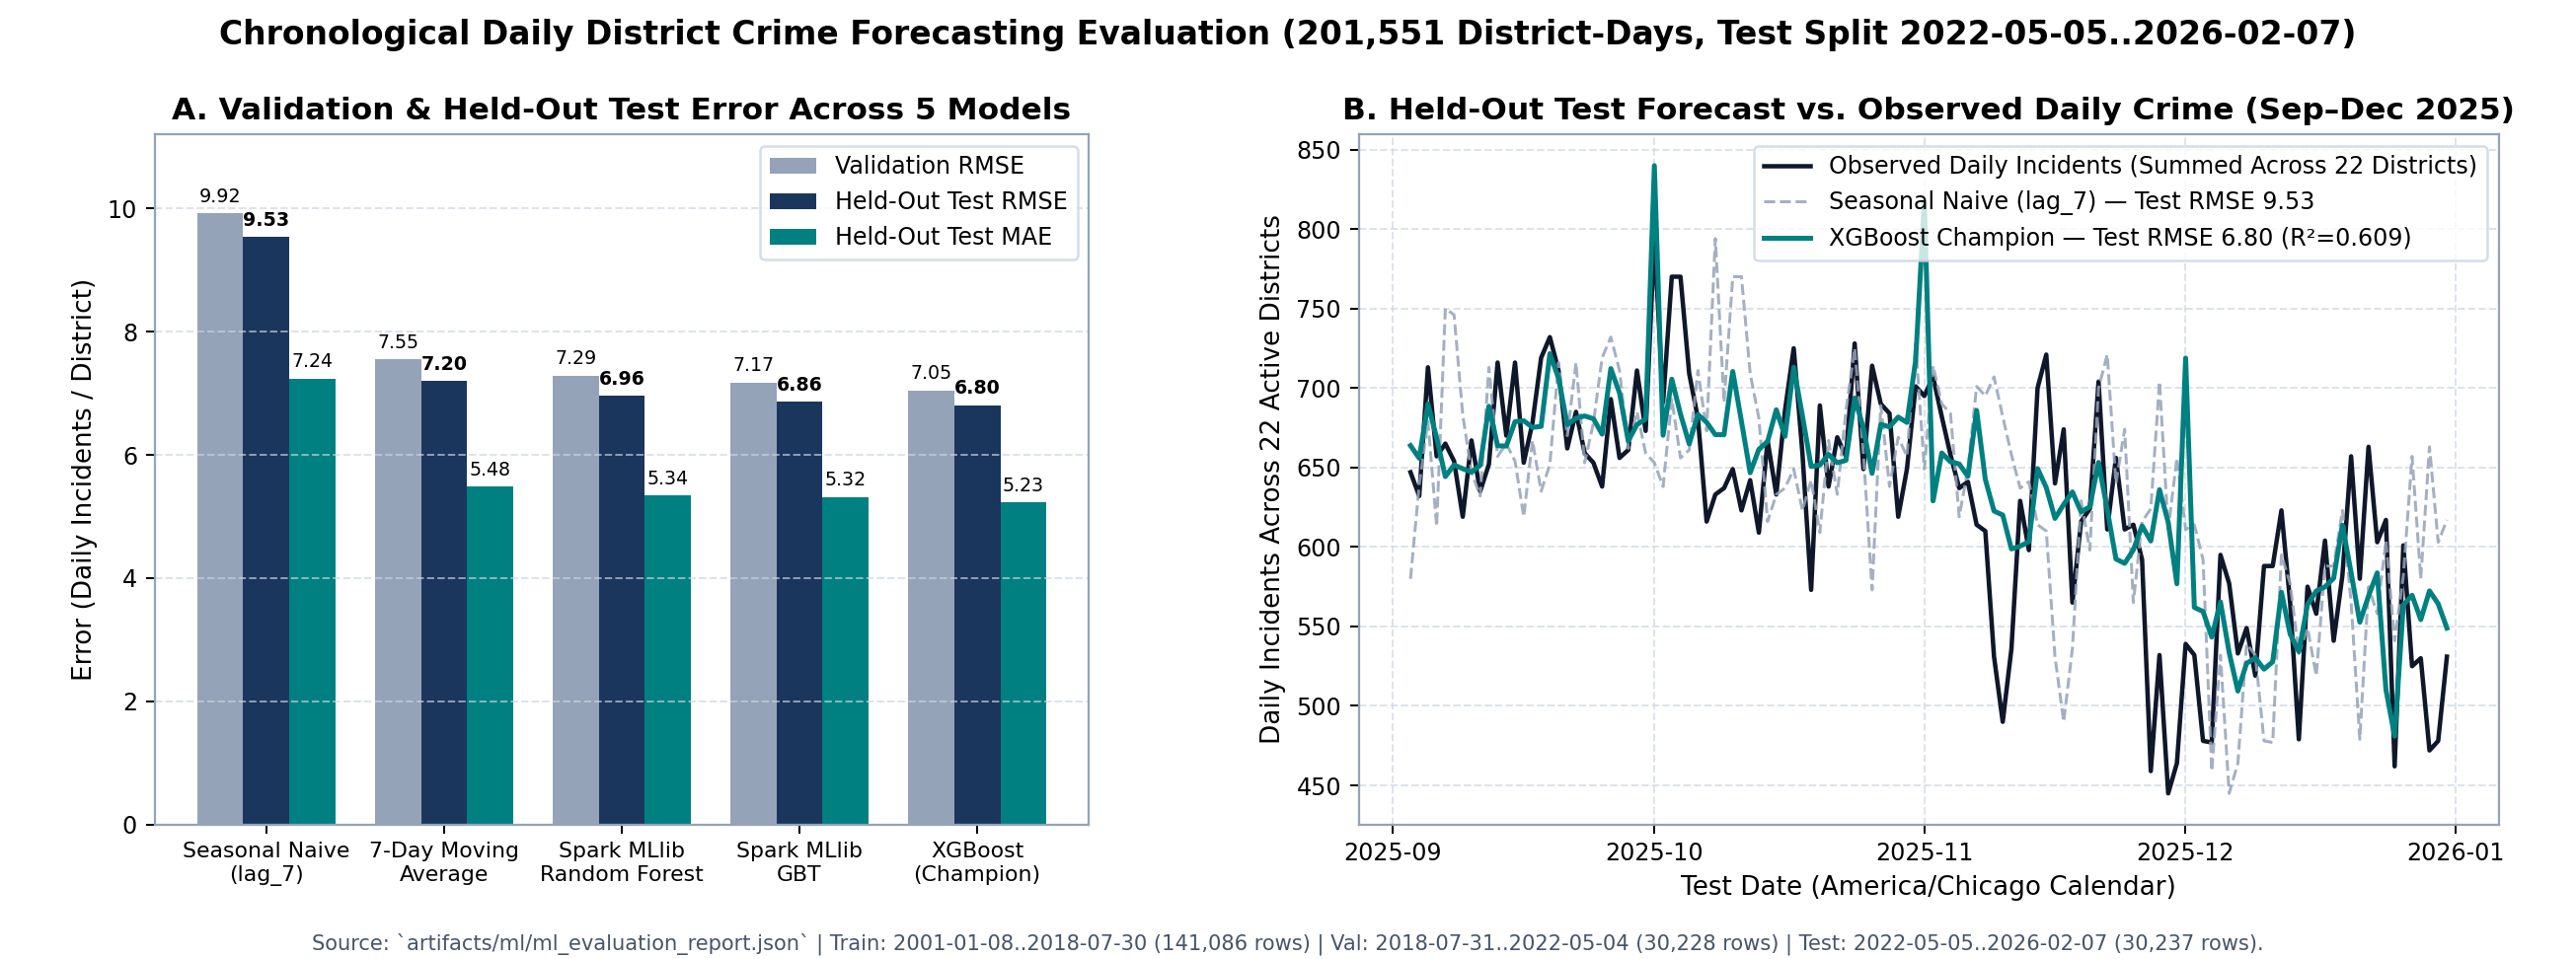 Chronological Daily District Crime Forecasting Evaluation (201,551 District-Days, Test Split 2022-05-05..2026-02-07)
A. Validation & Held-Out Test Error Across 5 Models
Error (Daily Incidents / District)
10
8
6
4
2
0
Validation RMSE
Held-Out Test RMSE
Held-Out Test MAE
9.92
9.53
7.24
7.55
7.20
5.48
7.29
6.96
5.34
7.17
6.86
5.32
7.05
6.80
5.23
Seasonal Naive
(lag_7)
7-Day Moving
Average
Spark MLlib
Random Forest
Spark MLlib
GBT
XGBoost
(Champion)
B. Held-Out Test Forecast vs. Observed Daily Crime (Sep–Dec 2025)
Daily Incidents Across 22 Active Districts
850
800
750
700
650
600
550
500
450
Observed Daily Incidents (Summed Across 22 Districts)
Seasonal Naive (lag_7) — Test RMSE 9.53
XGBoost Champion — Test RMSE 6.80 (R²=0.609)
2025-09
2025-10
2025-11
2025-12
2026-01
Test Date (America/Chicago Calendar)
Source: `artifacts/ml/ml_evaluation_report.json` | Train: 2001-01-08..2018-07-30 (141,086 rows) | Val: 2018-07-31..2022-05-04 (30,228 rows) | Test: 2022-05-05..2026-02-07 (30,237 rows).